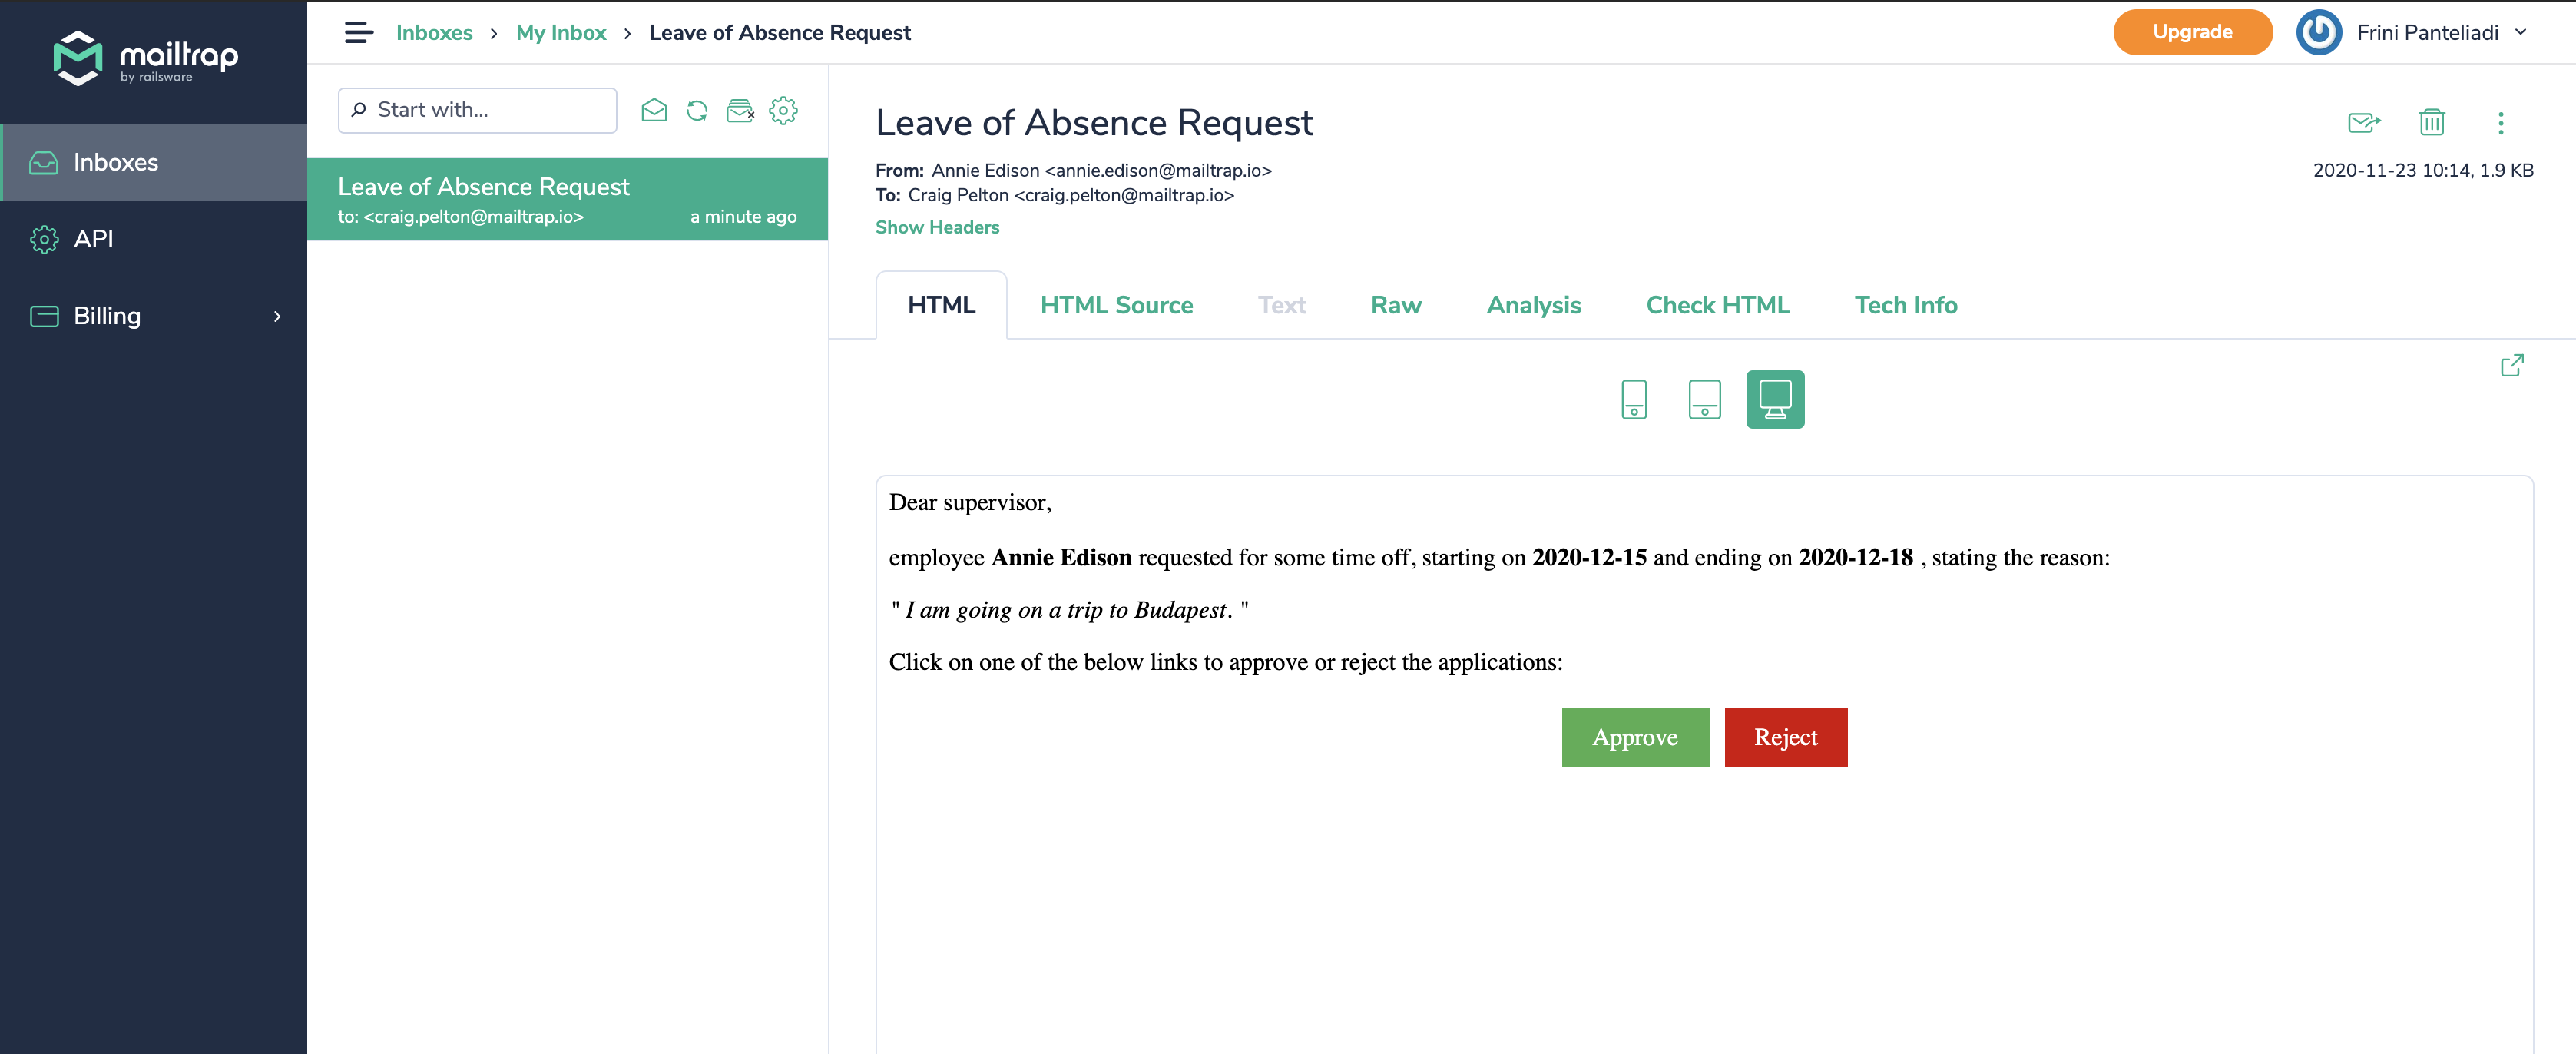 mailtrap
by railsware
Inboxes
API
Billing
Inboxes > My Inbox > Leave of Absence Request
Upgrade
Frini Panteliadi
Start with...
Leave of Absence Request
to: <craig.pelton@mailtrap.io> a minute ago
Leave of Absence Request
From: Annie Edison <annie.edison@mailtrap.io>
2020-11-23 10:14, 1.9 KB
To: Craig Pelton <craig.pelton@mailtrap.io>
Show Headers
HTML HTML Source Text Raw Analysis Check HTML Tech Info
Dear supervisor,
employee Annie Edison requested for some time off, starting on 2020-12-15 and ending on 2020-12-18 , stating the reason:
" I am going on a trip to Budapest. "
Click on one of the below links to approve or reject the applications:
Approve Reject